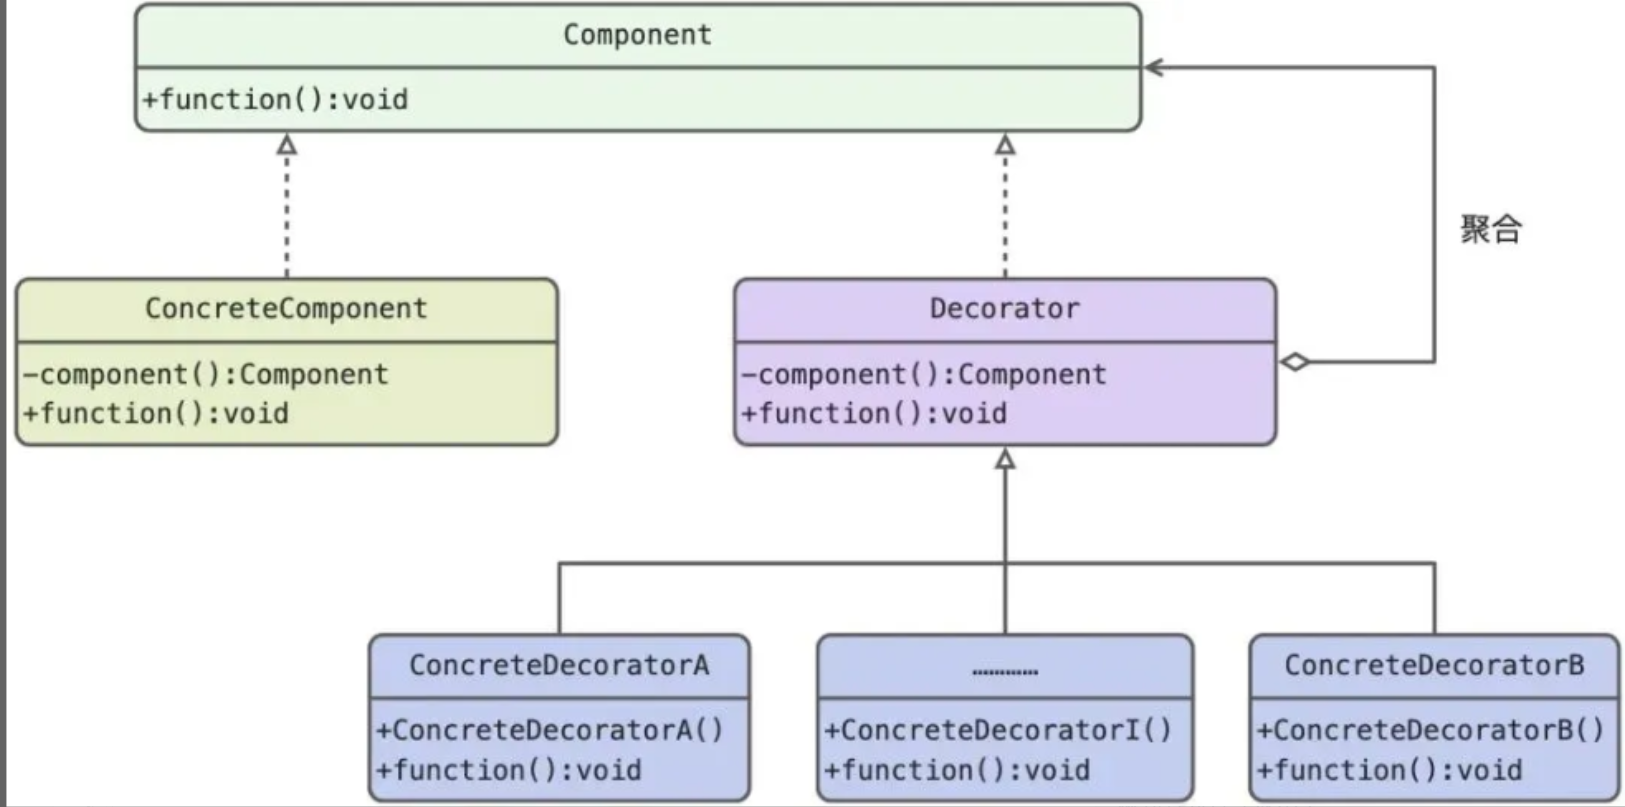 Component
+function():void
聚合
ConcreteComponent
-component():Component
+function():void
Decorator
-component():Component
+function():void
ConcreteDecoratorA
+ConcreteDecoratorA()
+function():void
…………
+ConcreteDecoratorI()
+function():void
ConcreteDecoratorB
+ConcreteDecoratorB()
+function():void